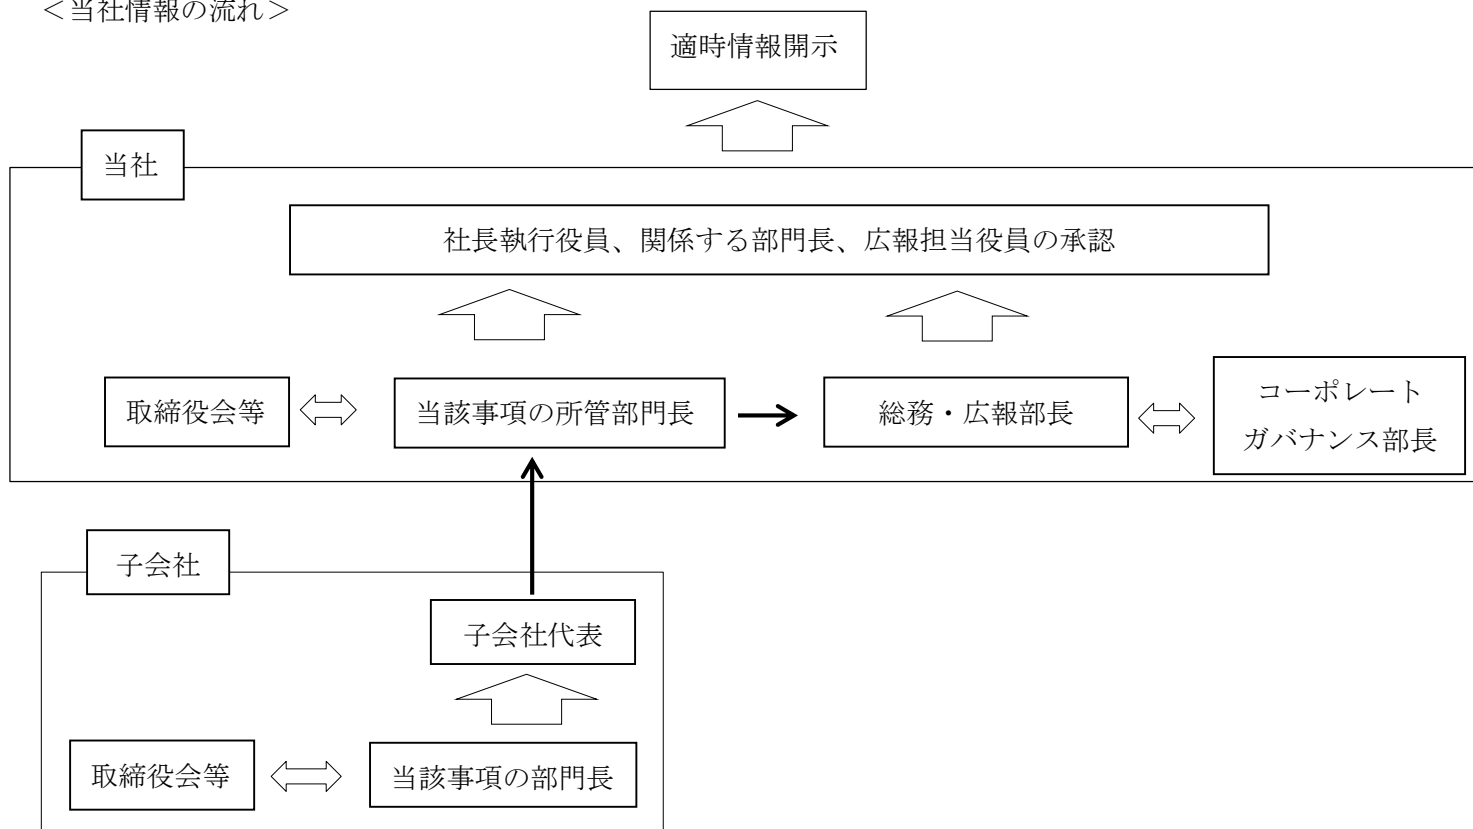 ＜当社情報の流れ＞
適時情報開示
当社
社長執行役員、関係する部門長、広報担当役員の承認
取締役会等
当該事項の所管部門長
総務・広報部長
コーポレート
ガバナンス部長
子会社
子会社代表
取締役会等
当該事項の部門長